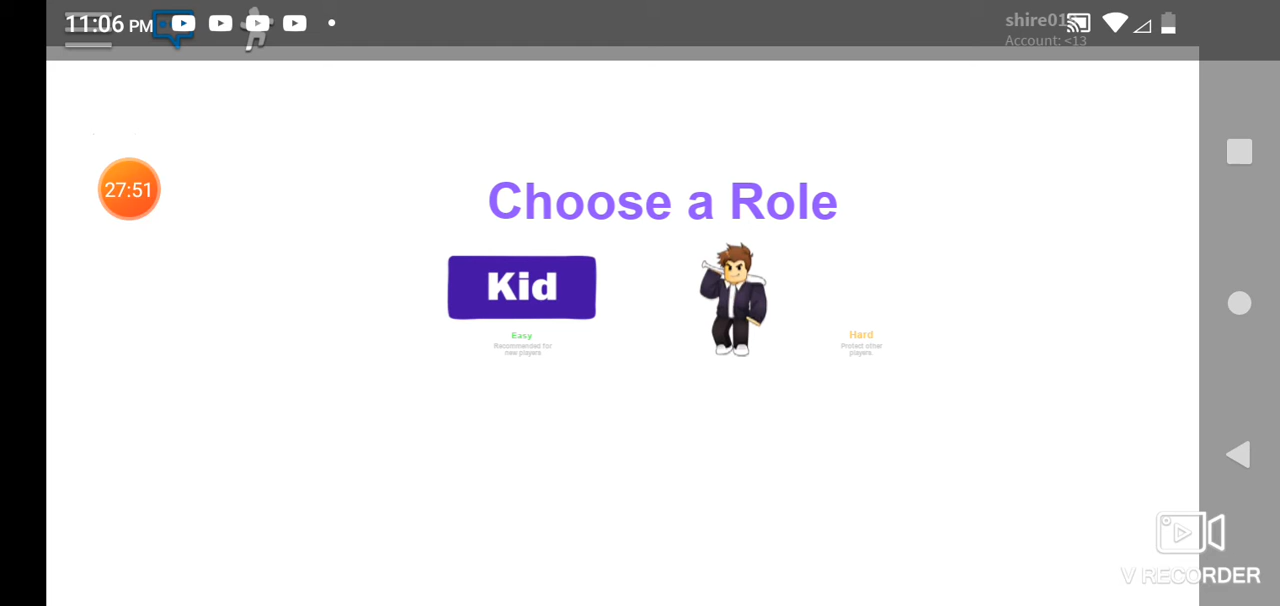 11:06 PM
shire01
Account: <13
27:51
Choose a Role
Kid
Easy
Recommended for
new players
Hard
Protect other
players.
V RECORDER